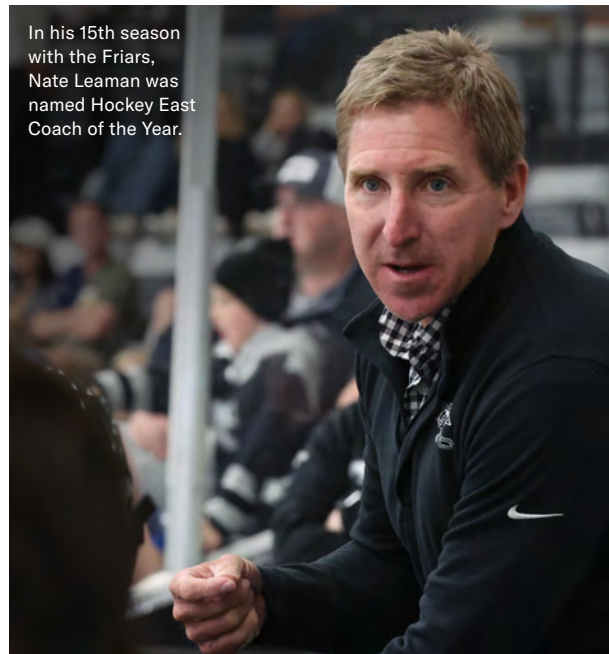 In his 15th season
with the Friars,
Nate Leaman was
named Hockey East
Coach of the Year.